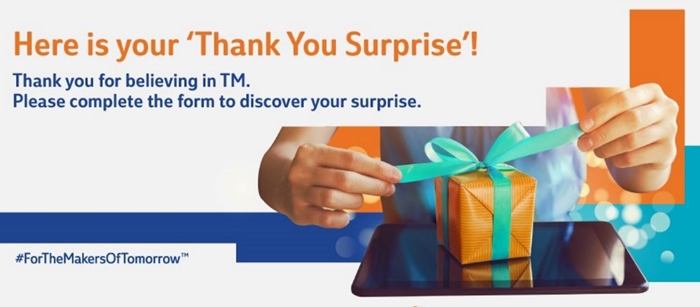 Here is your ‘Thank You Surprise’!
Thank you for believing in TM.
Please complete the form to discover your surprise.
#ForTheMakersOfTomorrow™